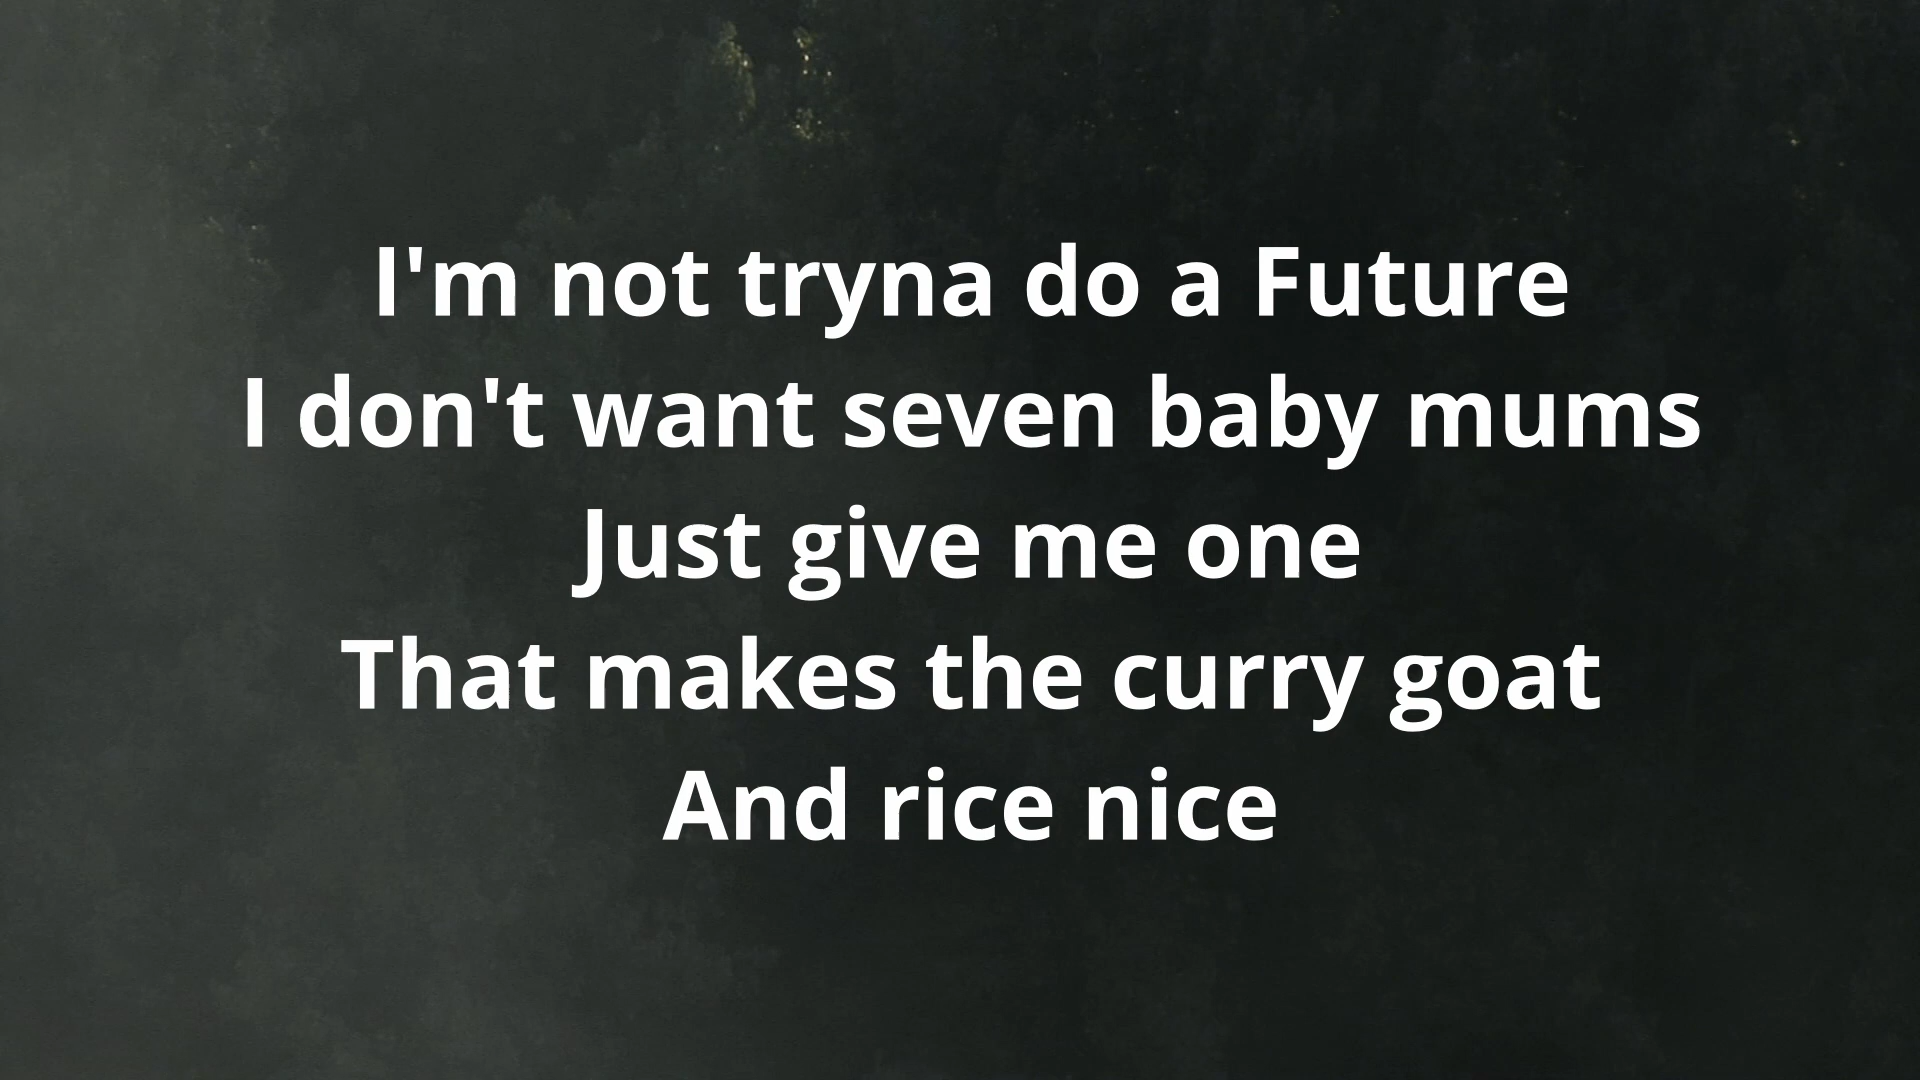 I'm not tryna do a Future
I don't want seven baby mums
Just give me one
That makes the curry goat
And rice nice